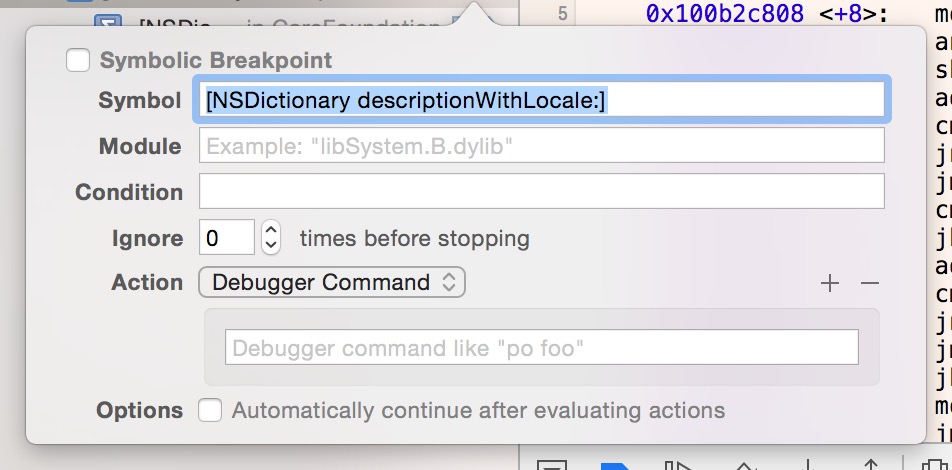 [NSDic... in CoreFoundation
5 0x100b2c808 <+8>:
Symbolic Breakpoint
Symbol [NSDictionary descriptionWithLocale:]
Module Example: "libSystem.B.dylib"
Condition
Ignore 0 times before stopping
Action Debugger Command
Debugger command like "po foo"
Options Automatically continue after evaluating actions